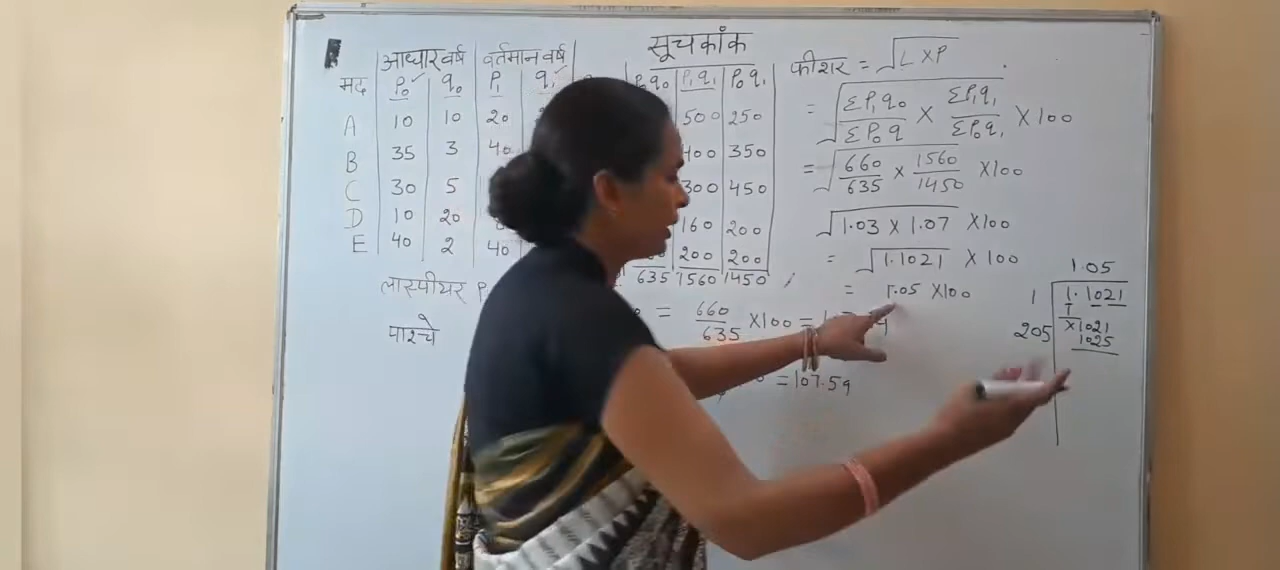 सूचकांक
आधार वर्ष वर्तमान वर्ष
मद P₀ q₀ P₁ q₁ P₀q₀ P₁q₁ P₀q₁
A 10 10 20 500 250
B 35 3 40 400 350
C 30 5 300 450
D 10 20 160 200
E 40 2 40 200 200
635 1560 1450
लास्पीयर P
= 660/635 ×100 =
पाश्चे
= 107.59
फीशर = √L×P
= √ΣP₁q₀/ΣP₀q × ΣP₁q₁/ΣP₀q₁ ×100
= √660/635 × 1560/1450 ×100
√1.03 × 1.07 ×100
= √1.1021 ×100
= 1.05 ×100
1.05
1 1.1021
1
205 ×1021
1025